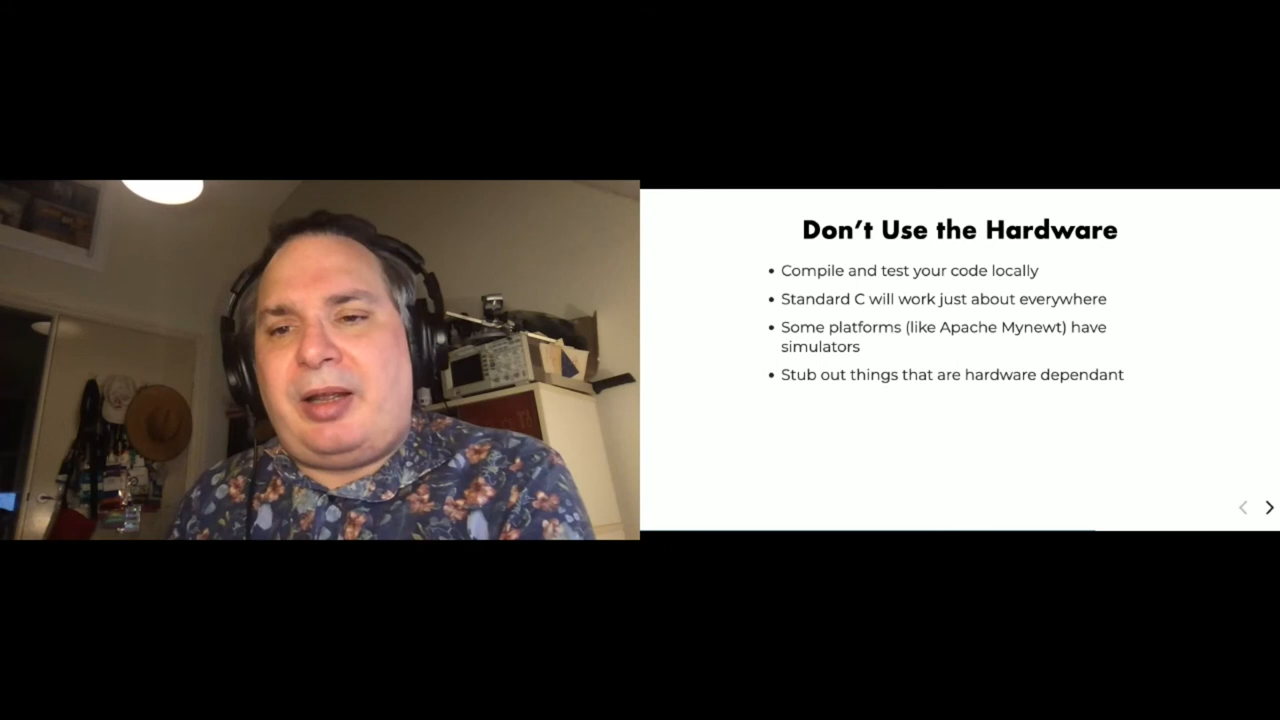 Don't Use the Hardware
• Compile and test your code locally
• Standard C will work just about everywhere
• Some platforms (like Apache Mynewt) have
simulators
• Stub out things that are hardware dependant